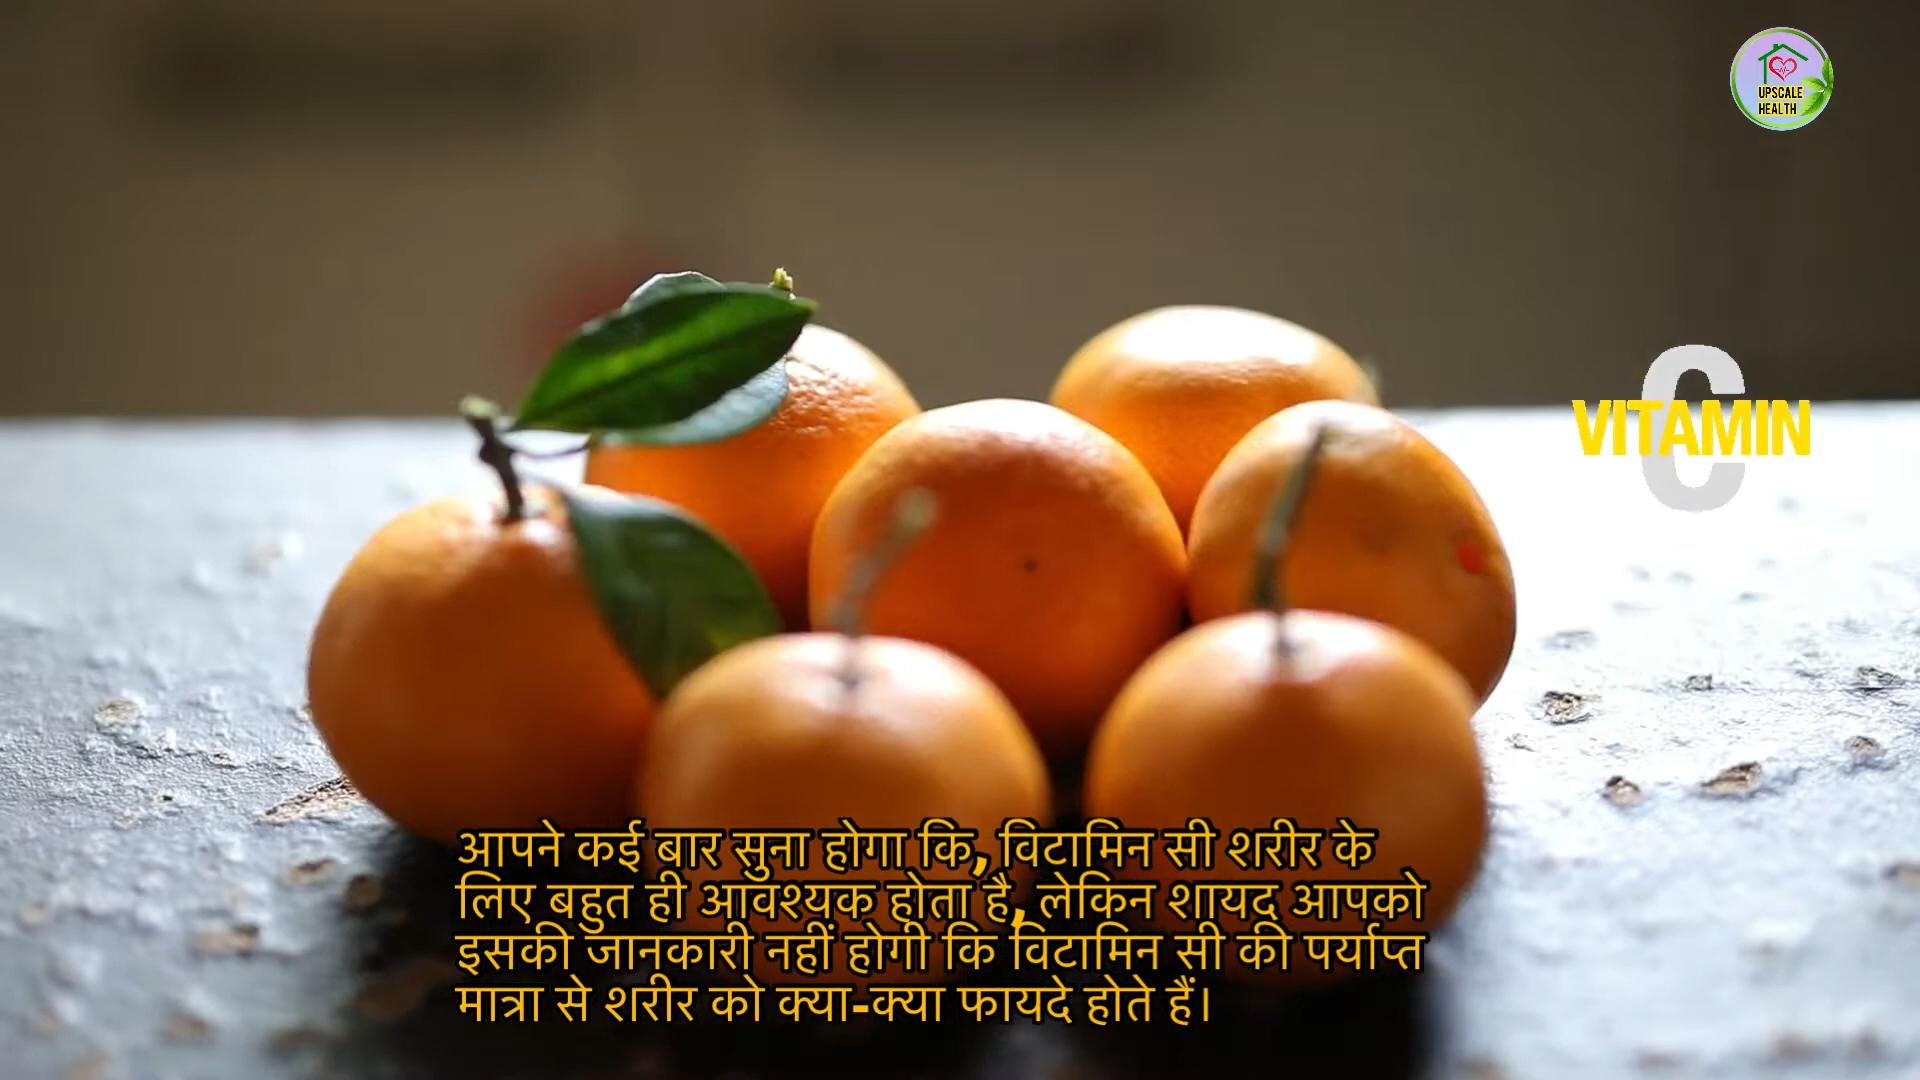 UPSCALE
HEALTH
C
VITAMIN
आपने कई बार सुना होगा कि, विटामिन सी शरीर के
लिए बहुत ही आवश्यक होता है, लेकिन शायद आपको
इसकी जानकारी नहीं होगी कि विटामिन सी की पर्याप्त
मात्रा से शरीर को क्या-क्या फायदे होते हैं।